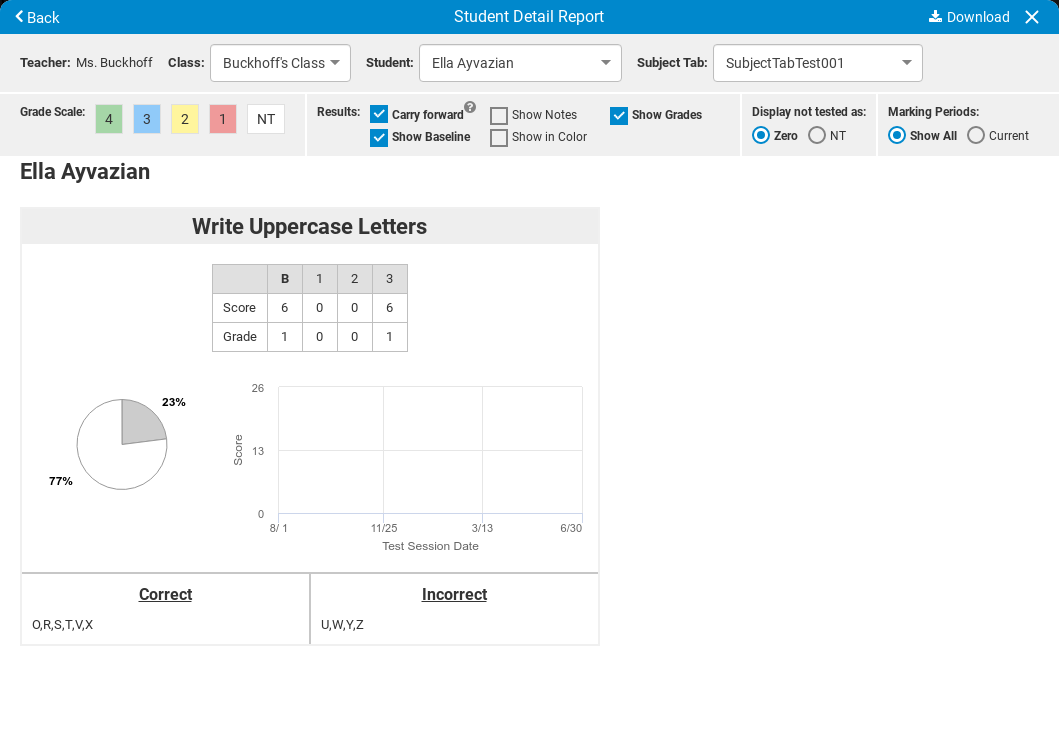 Back
Student Detail Report
Download
Teacher: Ms. Buckhoff Class: Buckhoff's Class Student: Ella Ayvazian Subject Tab: SubjectTabTest001
Grade Scale: 4 3 2 1 NT
Results: Carry forward ? Show Notes Show Grades
Show Baseline Show in Color
Display not tested as:
Zero NT
Marking Periods:
Show All Current
Ella Ayvazian
Write Uppercase Letters
B 1 2 3
Score 6 0 0 6
Grade 1 0 0 1
23%
77%
26
13
0
Score
8/ 1 11/25 3/13 6/30
Test Session Date
Correct
O,R,S,T,V,X
Incorrect
U,W,Y,Z